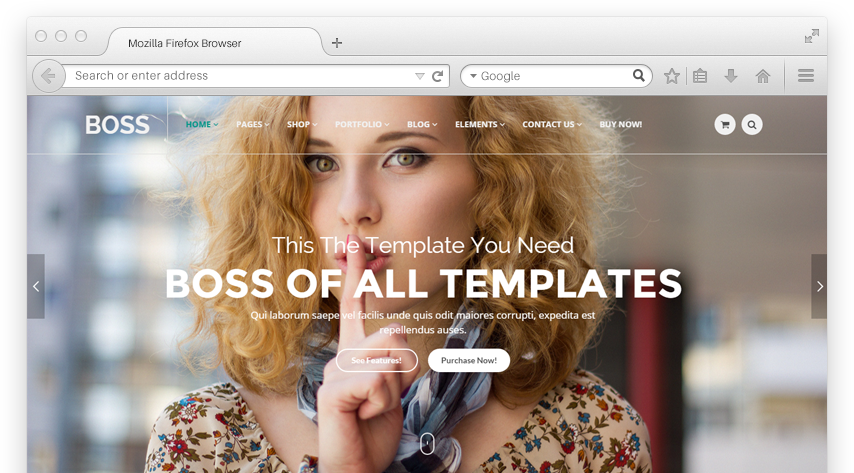 Mozilla Firefox Browser
Search or enter address
Google
BOSS
HOME PAGES SHOP PORTFOLIO BLOG ELEMENTS CONTACT US BUY NOW!
This The Template You Need
BOSS OF ALL TEMPLATES
Qui laborum saepe vel facilis unde quis odit maiores corrupti, expedita est
repellendus auses.
See Features! Purchase Now!